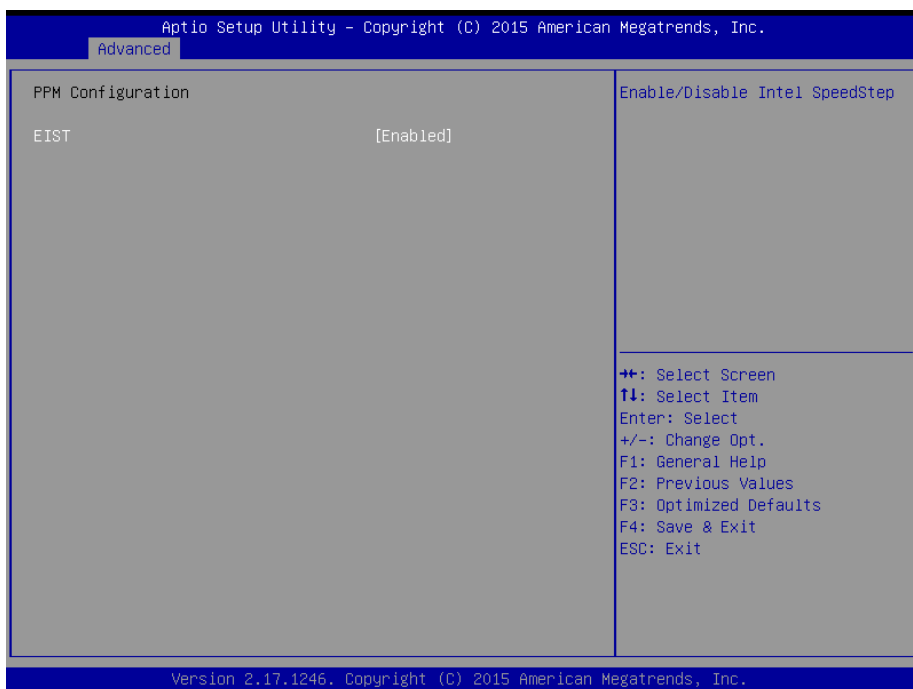 Aptio Setup Utility – Copyright (C) 2015 American Megatrends, Inc.
Advanced
PPM Configuration
EIST [Enabled]
Enable/Disable Intel SpeedStep
→←: Select Screen
↑↓: Select Item
Enter: Select
+/-: Change Opt.
F1: General Help
F2: Previous Values
F3: Optimized Defaults
F4: Save & Exit
ESC: Exit
Version 2.17.1246. Copyright (C) 2015 American Megatrends, Inc.